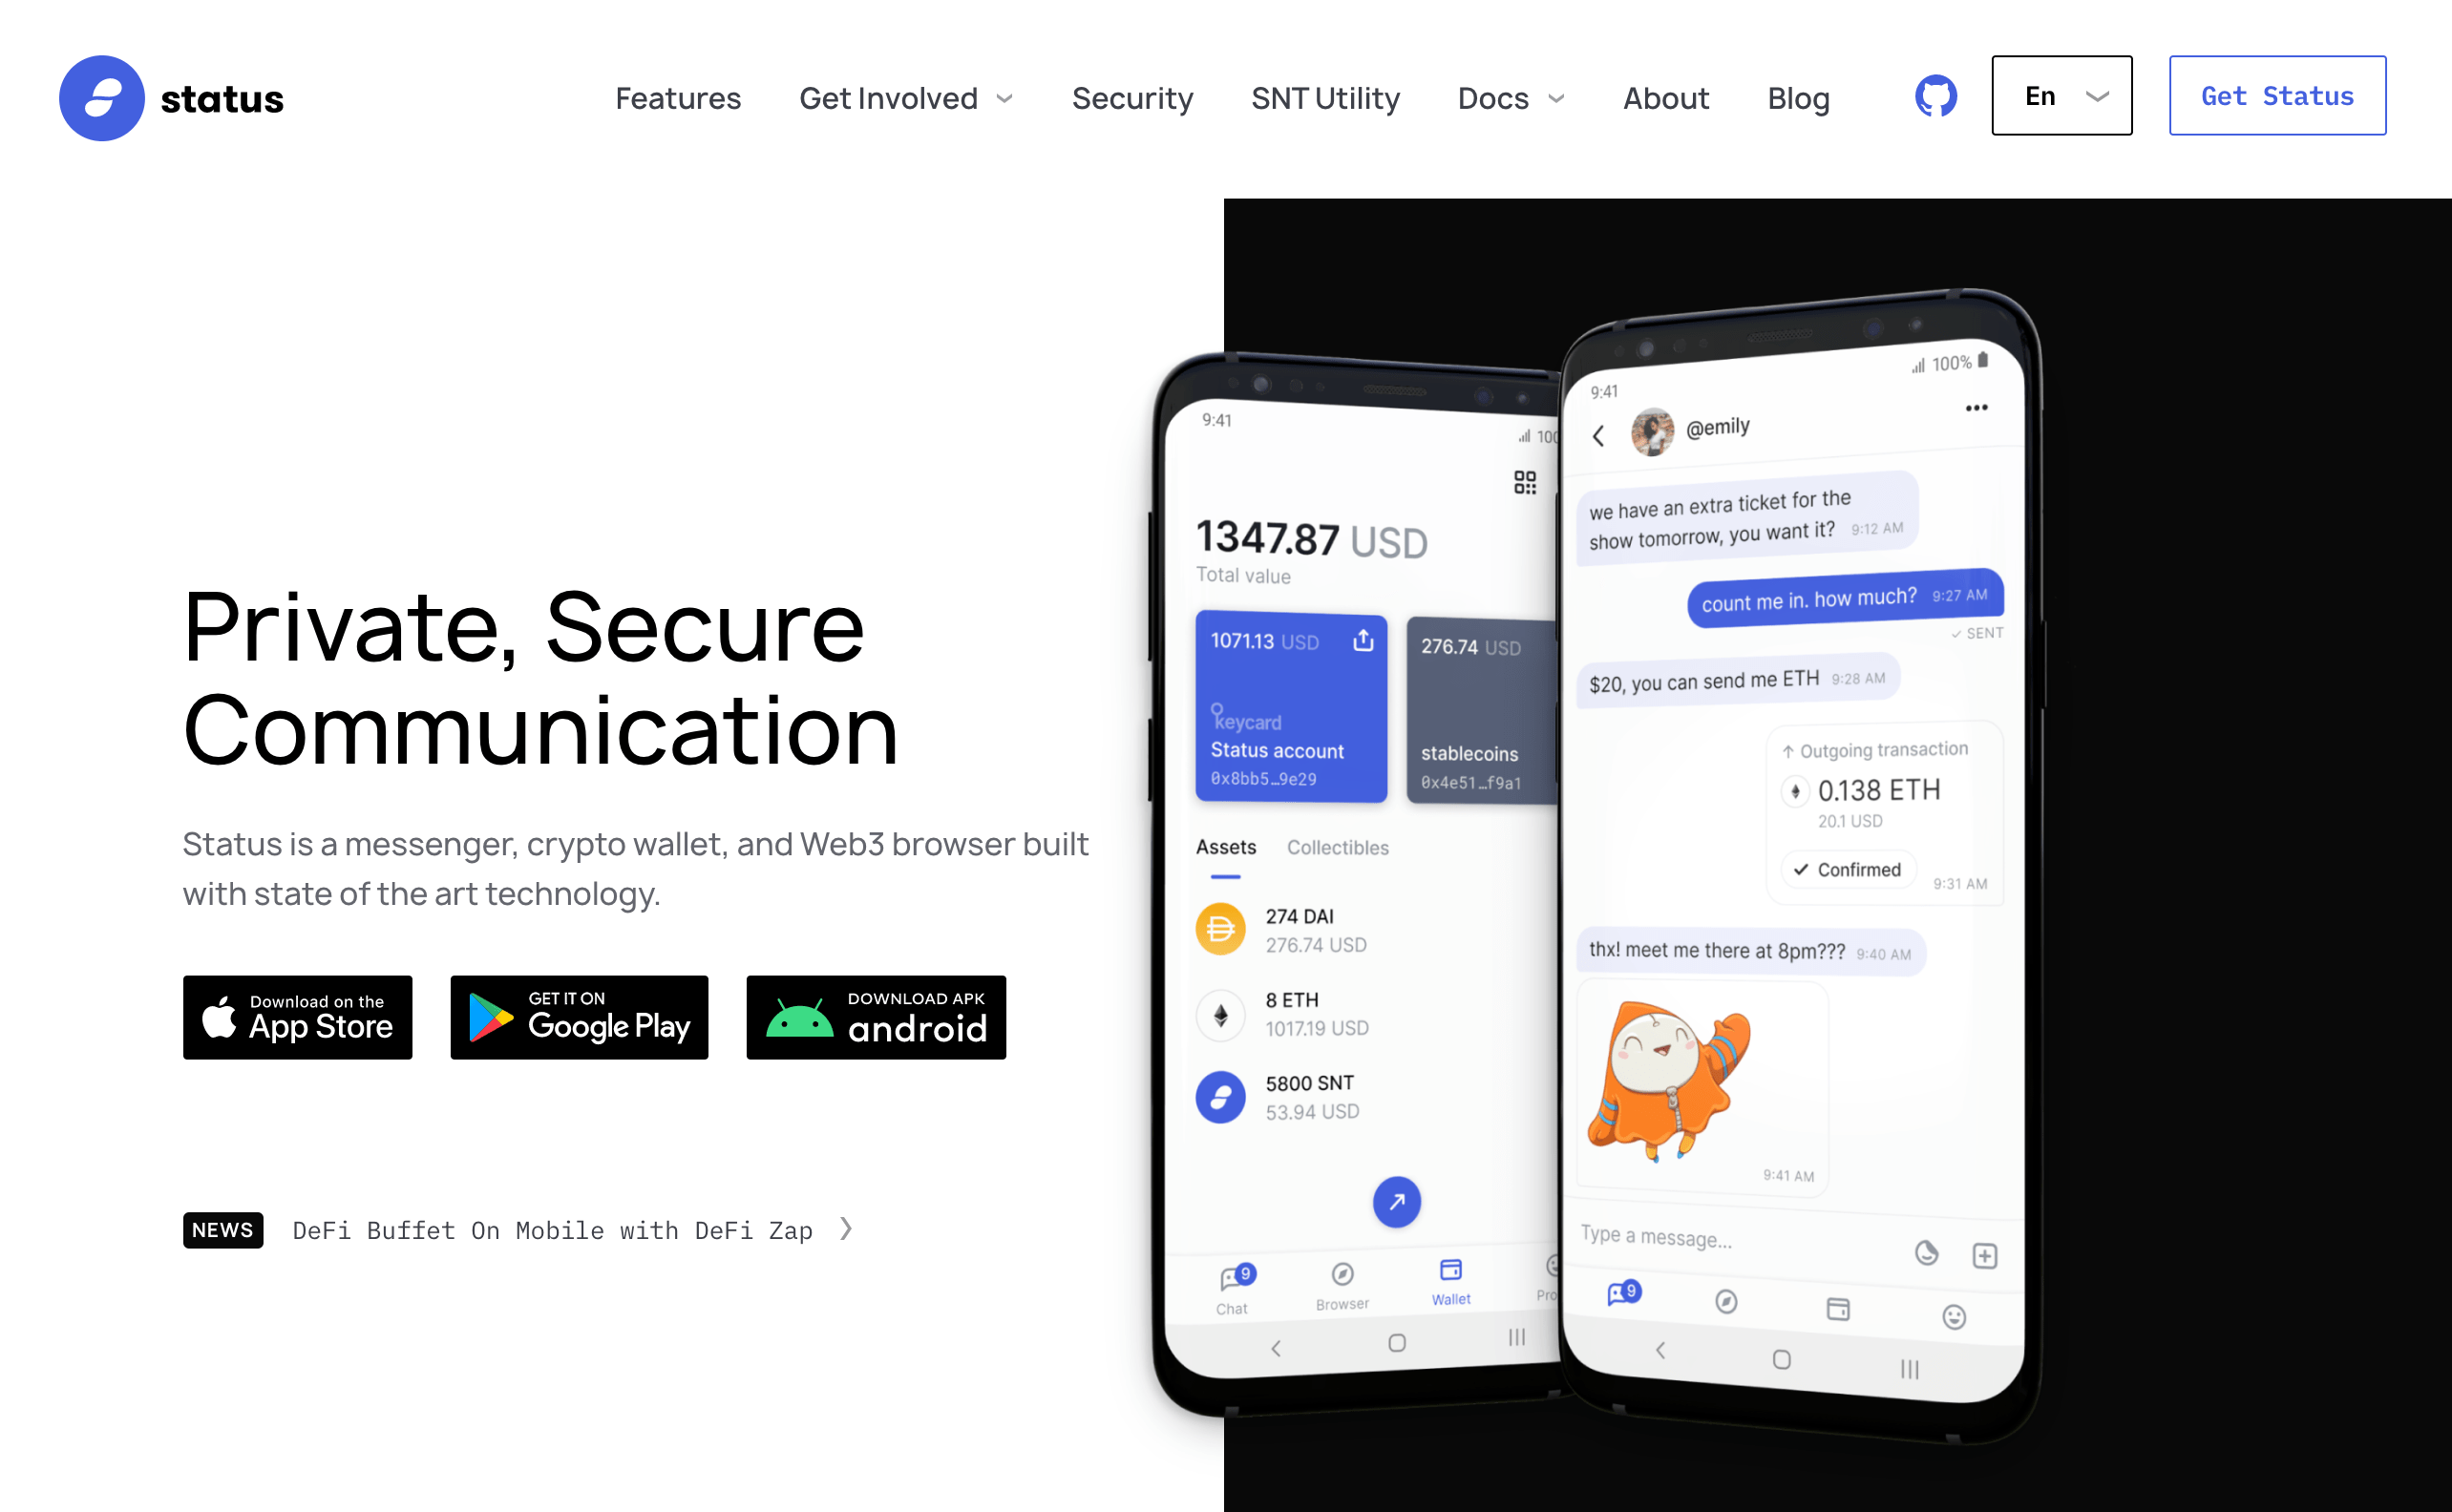 status
Features
Get Involved
Security
SNT Utility
Docs
About
Blog
En
Get Status
Private, Secure
Communication
Status is a messenger, crypto wallet, and Web3 browser built
with state of the art technology.
Download on the
App Store
GET IT ON
Google Play
DOWNLOAD APK
android
NEWS
DeFi Buffet On Mobile with DeFi Zap
9:41
1347.87 USD
Total value
1071.13 USD
keycard
Status account
0x8bb5…9e29
276.74 USD
stablecoins
0x4e51…f9a1
Assets
Collectibles
274 DAI
276.74 USD
8 ETH
1017.19 USD
5800 SNT
53.94 USD
9
Chat
Browser
Wallet
9:41
100%
@emily
we have an extra ticket for the
show tomorrow, you want it? 9:12 AM
count me in. how much? 9:27 AM
SENT
$20, you can send me ETH 9:28 AM
Outgoing transaction
0.138 ETH
20.1 USD
Confirmed
9:31 AM
thx! meet me there at 8pm??? 9:40 AM
9:41 AM
Type a message...
9